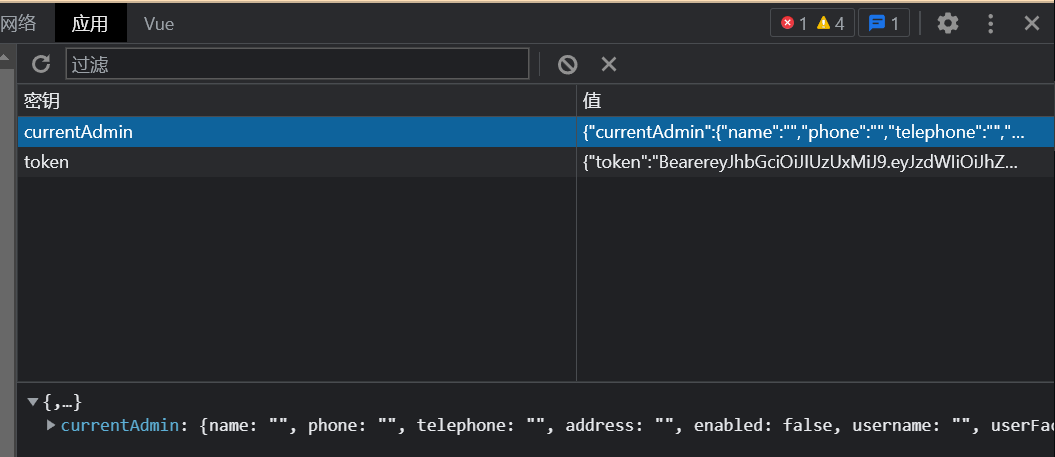 网络 应用 Vue 1 4 1
过滤
密钥 值
currentAdmin {"currentAdmin":{"name":"","phone":"","telephone":"","...
token {"token":"BearereyJhbGciOiJIUzUxMiJ9.eyJzdWIiOiJhZ...
{,…}
currentAdmin: {name: "", phone: "", telephone: "", address: "", enabled: false, username: "", userFac